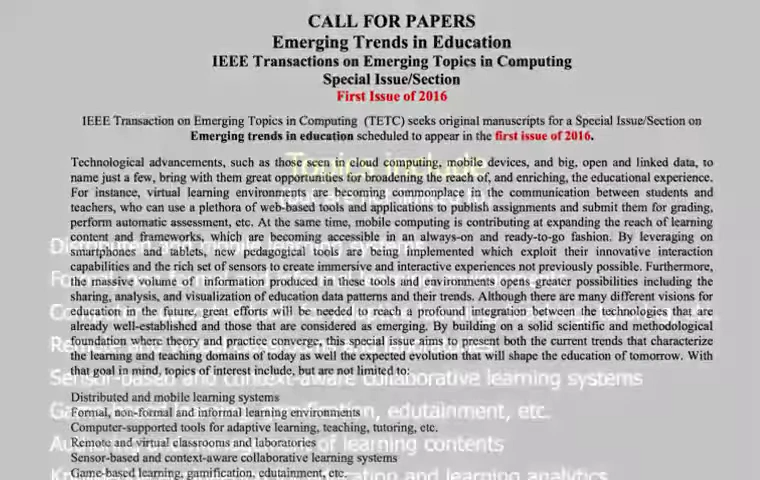 CALL FOR PAPERS
Emerging Trends in Education
IEEE Transactions on Emerging Topics in Computing
Special Issue/Section
First Issue of 2016
IEEE Transaction on Emerging Topics in Computing (TETC) seeks original manuscripts for a Special Issue/Section on
Emerging trends in education scheduled to appear in the first issue of 2016.
Technological advancements, such as those seen in cloud computing, mobile devices, and big, open and linked data, to
name just a few, bring with them great opportunities for broadening the reach of, and enriching, the educational experience.
For instance, virtual learning environments are becoming commonplace in the communication between students and
teachers, who can use a plethora of web-based tools and applications to publish assignments and submit them for grading,
perform automatic assessment, etc. At the same time, mobile computing is contributing at expanding the reach of learning
content and frameworks, which are becoming accessible in an always-on and ready-to-go fashion. By leveraging on
smartphones and tablets, new pedagogical tools are being implemented which exploit their innovative interaction
capabilities and the rich set of sensors to create immersive and interactive experiences not previously possible. Furthermore,
the massive volume of information produced in these tools and environments opens greater possibilities including the
sharing, analysis, and visualization of education data patterns and their trends. Although there are many different visions for
education in the future, great efforts will be needed to reach a profound integration between the technologies that are
already well-established and those that are considered as emerging. By building on a solid scientific and methodological
foundation where theory and practice converge, this special issue aims to present both the current trends that characterize
the learning and teaching domains of today as well the expected evolution that will shape the education of tomorrow. With
that goal in mind, topics of interest include, but are not limited to:
Distributed and mobile learning systems
Formal, non-formal and informal learning environments
Computer-supported tools for adaptive learning, teaching, tutoring, etc.
Remote and virtual classrooms and laboratories
Sensor-based and context-aware collaborative learning systems
Game-based learning, gamification, edutainment, etc.
Topics include
Sensor-based and context-aware collaborative learning systems
edutainment, etc.
of learning contents
and learning analytics